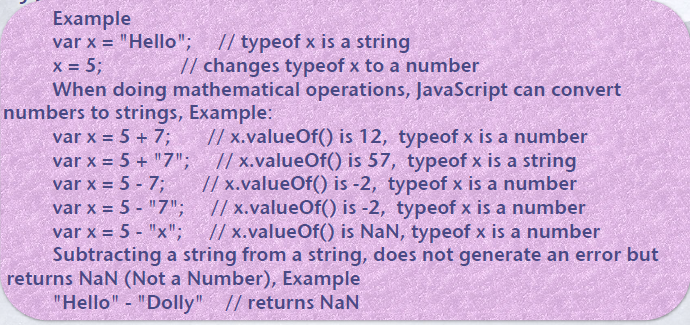 Example
var x = "Hello"; // typeof x is a string
x = 5; // changes typeof x to a number
When doing mathematical operations, JavaScript can convert
numbers to strings, Example:
var x = 5 + 7; // x.valueOf() is 12, typeof x is a number
var x = 5 + "7"; // x.valueOf() is 57, typeof x is a string
var x = 5 - 7; // x.valueOf() is -2, typeof x is a number
var x = 5 - "7"; // x.valueOf() is -2, typeof x is a number
var x = 5 - "x"; // x.valueOf() is NaN, typeof x is a number
Subtracting a string from a string, does not generate an error but
returns NaN (Not a Number), Example
"Hello" - "Dolly" // returns NaN